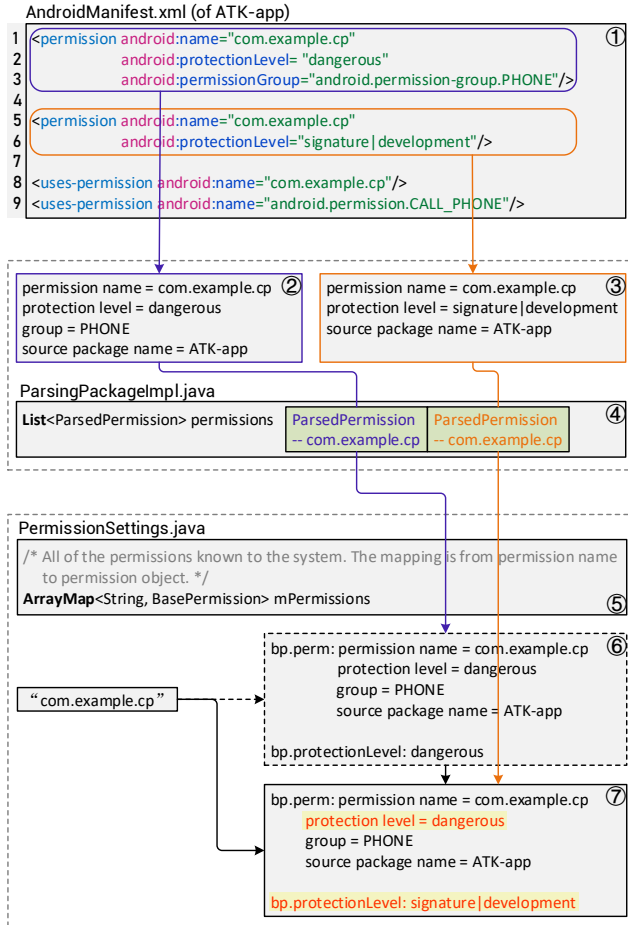 AndroidManifest.xml (of ATK-app)
①
1 <permission android:name="com.example.cp"
2 android:protectionLevel= "dangerous"
3 android:permissionGroup="android.permission-group.PHONE"/>
4
5 <permission android:name="com.example.cp"
6 android:protectionLevel="signature|development"/>
7
8 <uses-permission android:name="com.example.cp"/>
9 <uses-permission android:name="android.permission.CALL_PHONE"/>
②
permission name = com.example.cp
protection level = dangerous
group = PHONE
source package name = ATK-app
③
permission name = com.example.cp
protection level = signature|development
source package name = ATK-app
ParsingPackageImpl.java
④
List<ParsedPermission> permissions
ParsedPermission
-- com.example.cp
ParsedPermission
-- com.example.cp
PermissionSettings.java
/* All of the permissions known to the system. The mapping is from permission name
to permission object. */
ArrayMap<String, BasePermission> mPermissions
⑤
⑥
bp.perm: permission name = com.example.cp
protection level = dangerous
group = PHONE
source package name = ATK-app
bp.protectionLevel: dangerous
“com.example.cp”
⑦
bp.perm: permission name = com.example.cp
protection level = dangerous
group = PHONE
source package name = ATK-app
bp.protectionLevel: signature|development